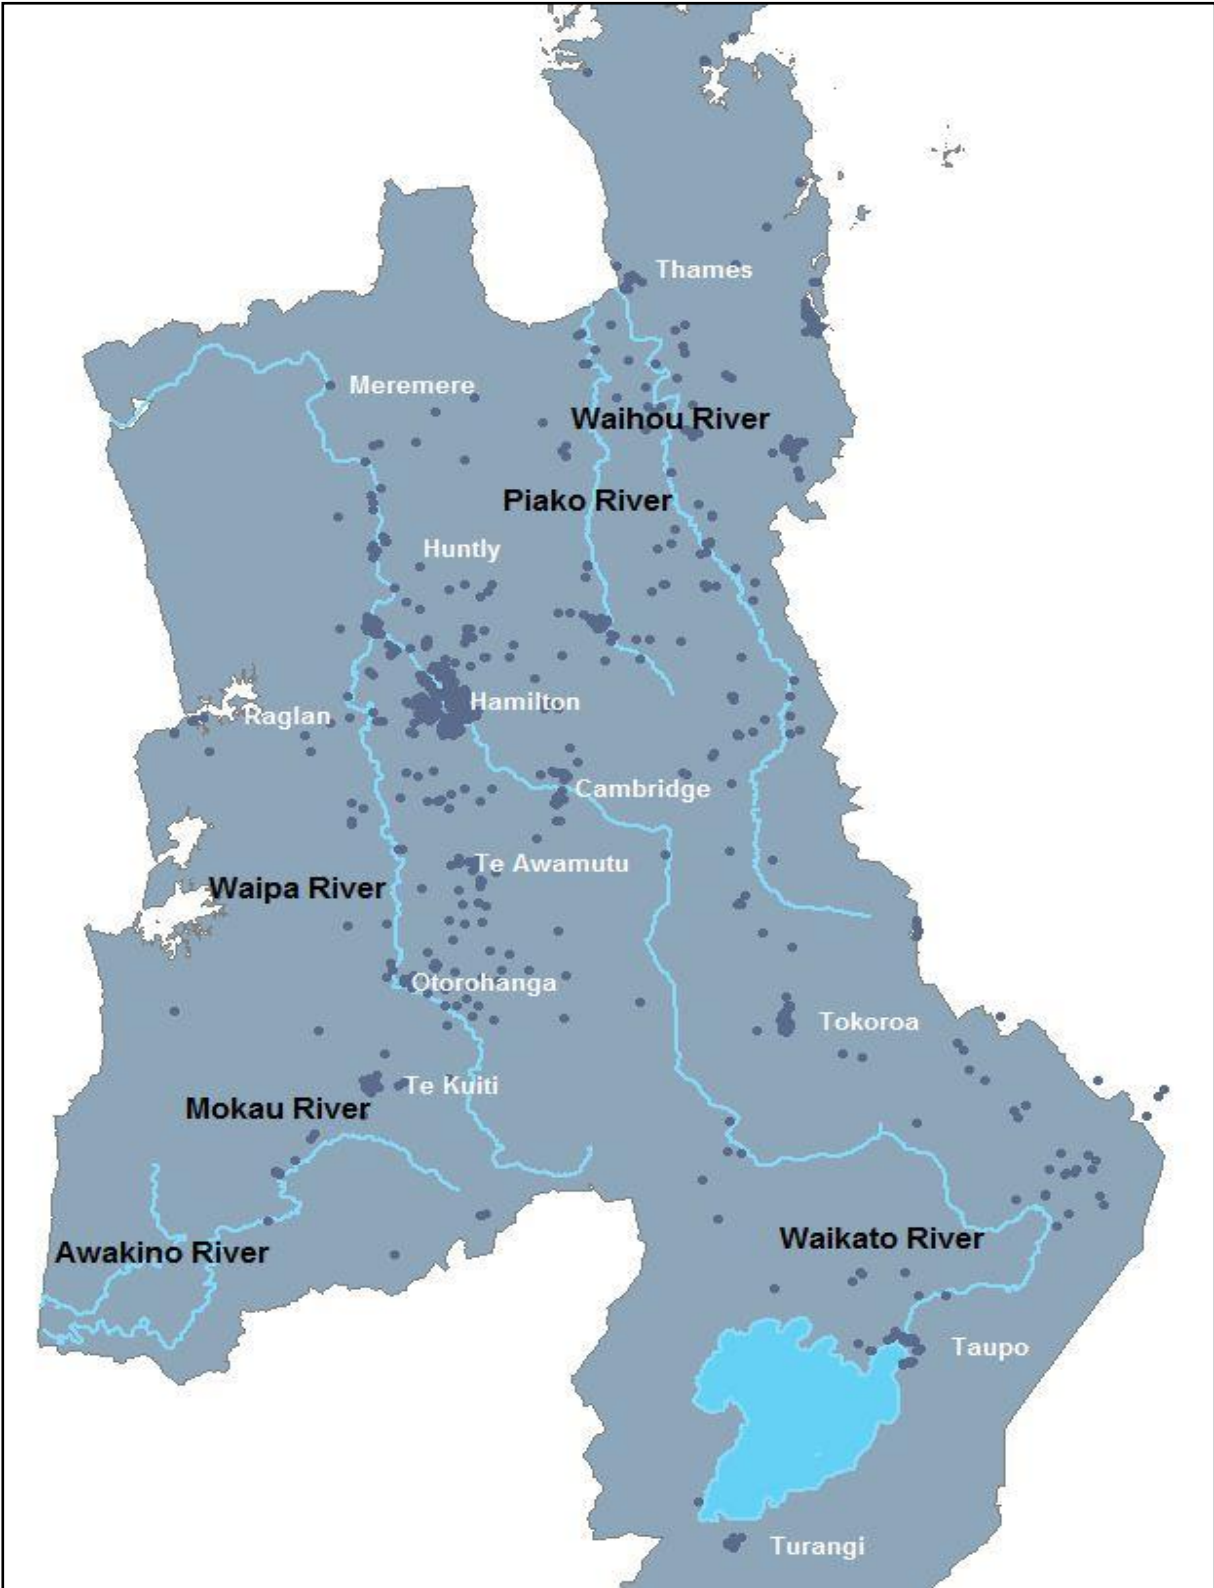 Thames
Meremere
Waihou River
Piako River
Huntly
Hamilton
Raglan
Cambridge
Te Awamutu
Waipa River
Otorohanga
Tokoroa
Te Kuiti
Mokau River
Waikato River
Awakino River
Taupo
Turangi